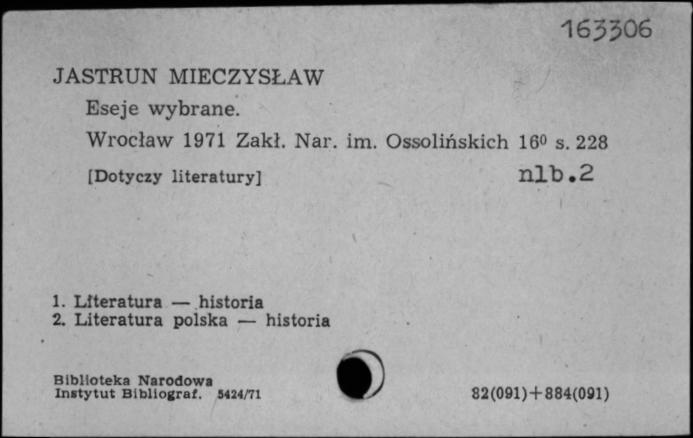 163306
JASTRUN MIECZYSŁAW
Eseje wybrane.
Wrocław 1971 Zakł. Nar. im. Ossolińskich 16⁰ s. 228
[Dotyczy literatury] nlb.2
1. Literatura — historia
2. Literatura polska — historia
Biblioteka Narodowa
Instytut Bibliograf. 5424/71 82(091)+884(091)